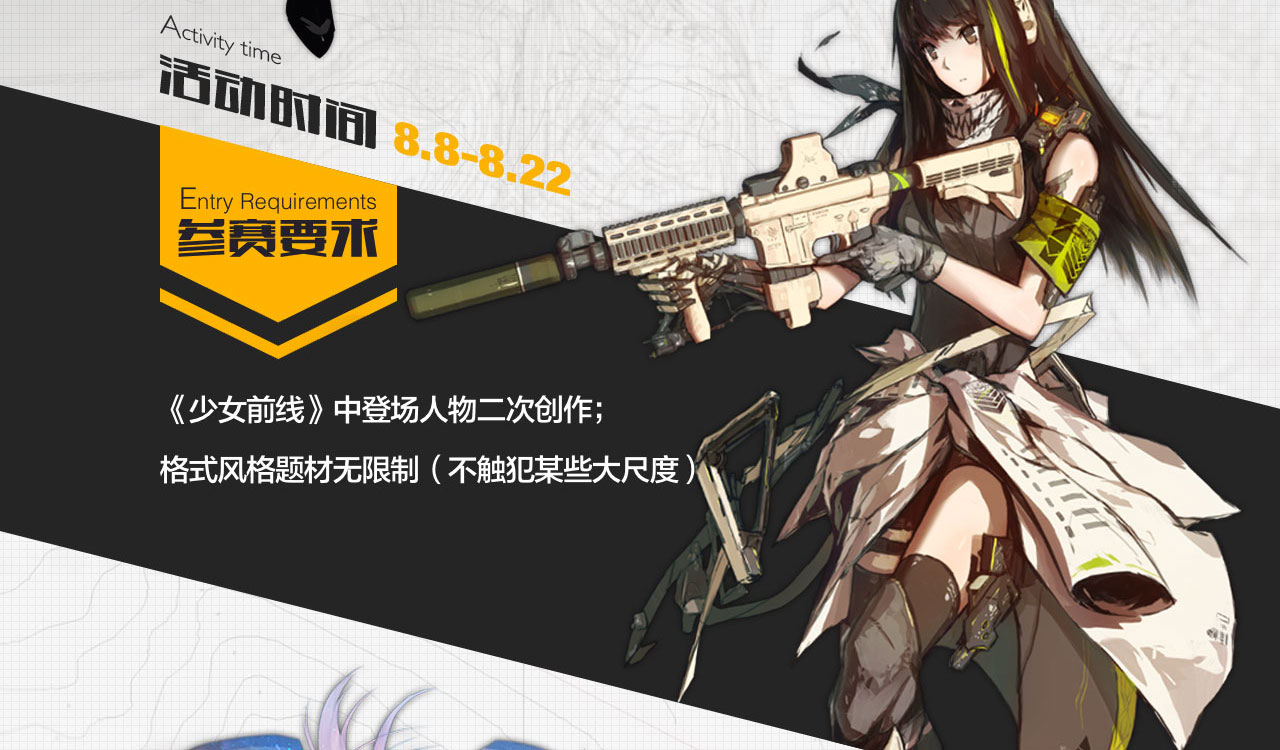 Activity time
活动时间 8.8-8.22
Entry Requirements
参赛要求
《少女前线》中登场人物二次创作；
格式风格题材无限制（不触犯某些大尺度）